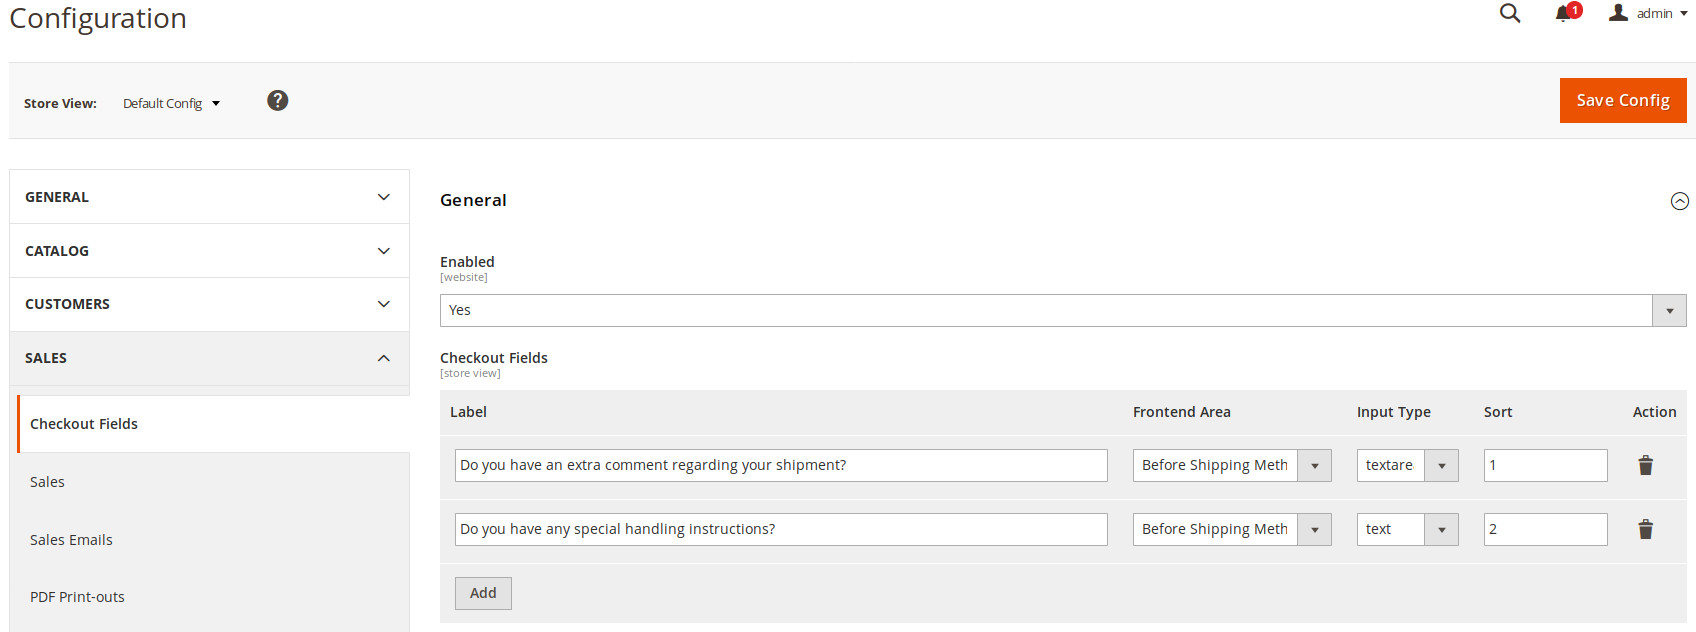 Configuration
1
admin
Store View:
Default Config
?
Save Config
GENERAL
CATALOG
CUSTOMERS
SALES
Checkout Fields
Sales
Sales Emails
PDF Print-outs
General
Enabled
[website]
Yes
Checkout Fields
[store view]
Label Frontend Area Input Type Sort Action
Do you have an extra comment regarding your shipment? Before Shipping Meth textare 1
Do you have any special handling instructions? Before Shipping Meth text 2
Add